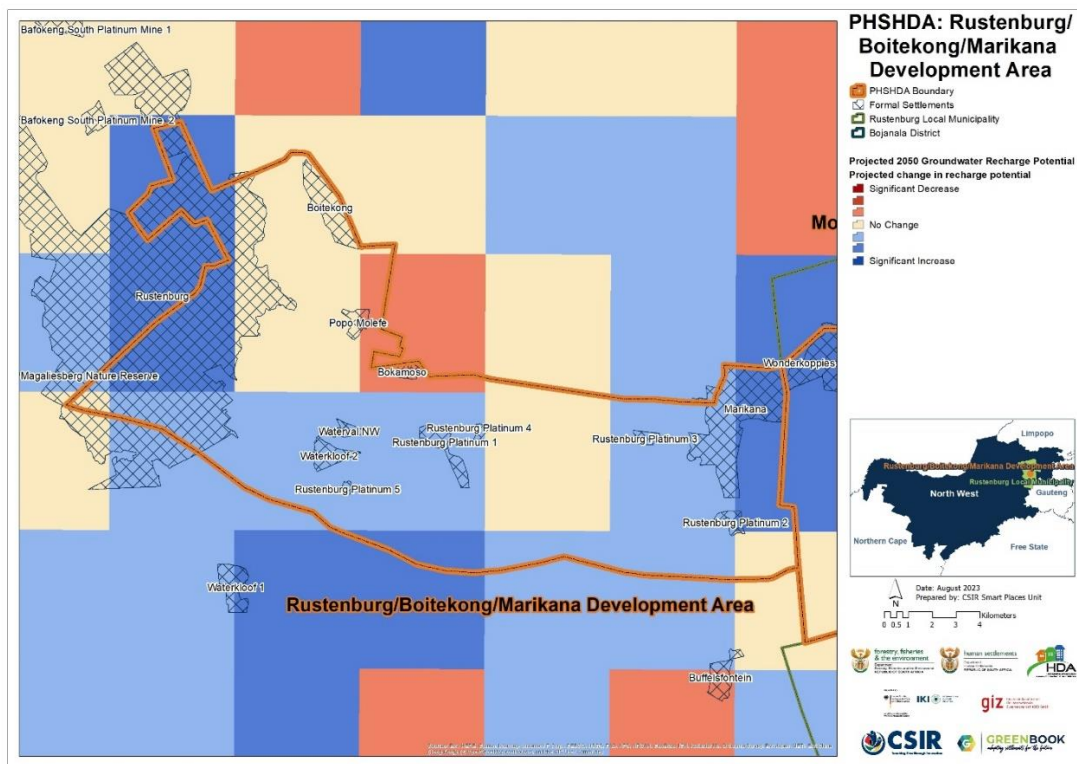 Bafokeng South Platinum Mine 1
Bafokeng South Platinum Mine 2
Boitekong
Mo
Rustenburg
Popo Molefe
Magaliesberg Nature Reserve
Bokamoso
Wonderkoppies
Marikana
Waterval NW
Rustenburg Platinum 4
Rustenburg Platinum 1
Rustenburg Platinum 3
Waterkloof 2
Rustenburg Platinum 5
Rustenburg Platinum 2
Waterkloof 1
Rustenburg/Boitekong/Marikana Development Area
Buffelsfontein
PHSHDA: Rustenburg/
Boitekong/Marikana
Development Area
PHSHDA Boundary
Formal Settlements
Rustenburg Local Municipality
Bojanala District
Projected 2050 Groundwater Recharge Potential
Projected change in recharge potential
Significant Decrease
No Change
Significant Increase
Limpopo
Rustenburg/Boitekong/Marikana Development Area
Rustenburg Local Municipality
North West
Gauteng
Northern Cape
Free State
N
Date: August 2023
Prepared by: CSIR Smart Places Unit
Kilometers
0 0.5 1 2 3 4
forestry, fisheries
& the environment
human settlements
HDA
IKI
giz
CSIR
GREENBOOK